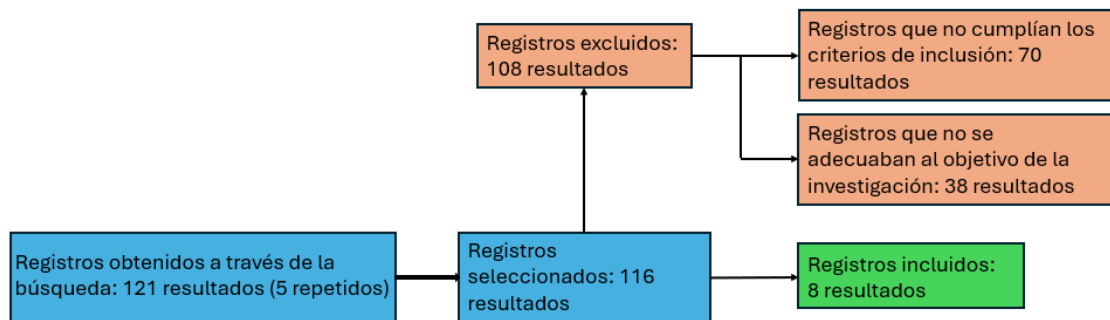 Registros excluidos:
108 resultados
Registros que no cumplían los
criterios de inclusión: 70
resultados
Registros que no se
adecuaban al objetivo de la
investigación: 38 resultados
Registros obtenidos a través de la
búsqueda: 121 resultados (5 repetidos)
Registros
seleccionados: 116
resultados
Registros incluidos:
8 resultados